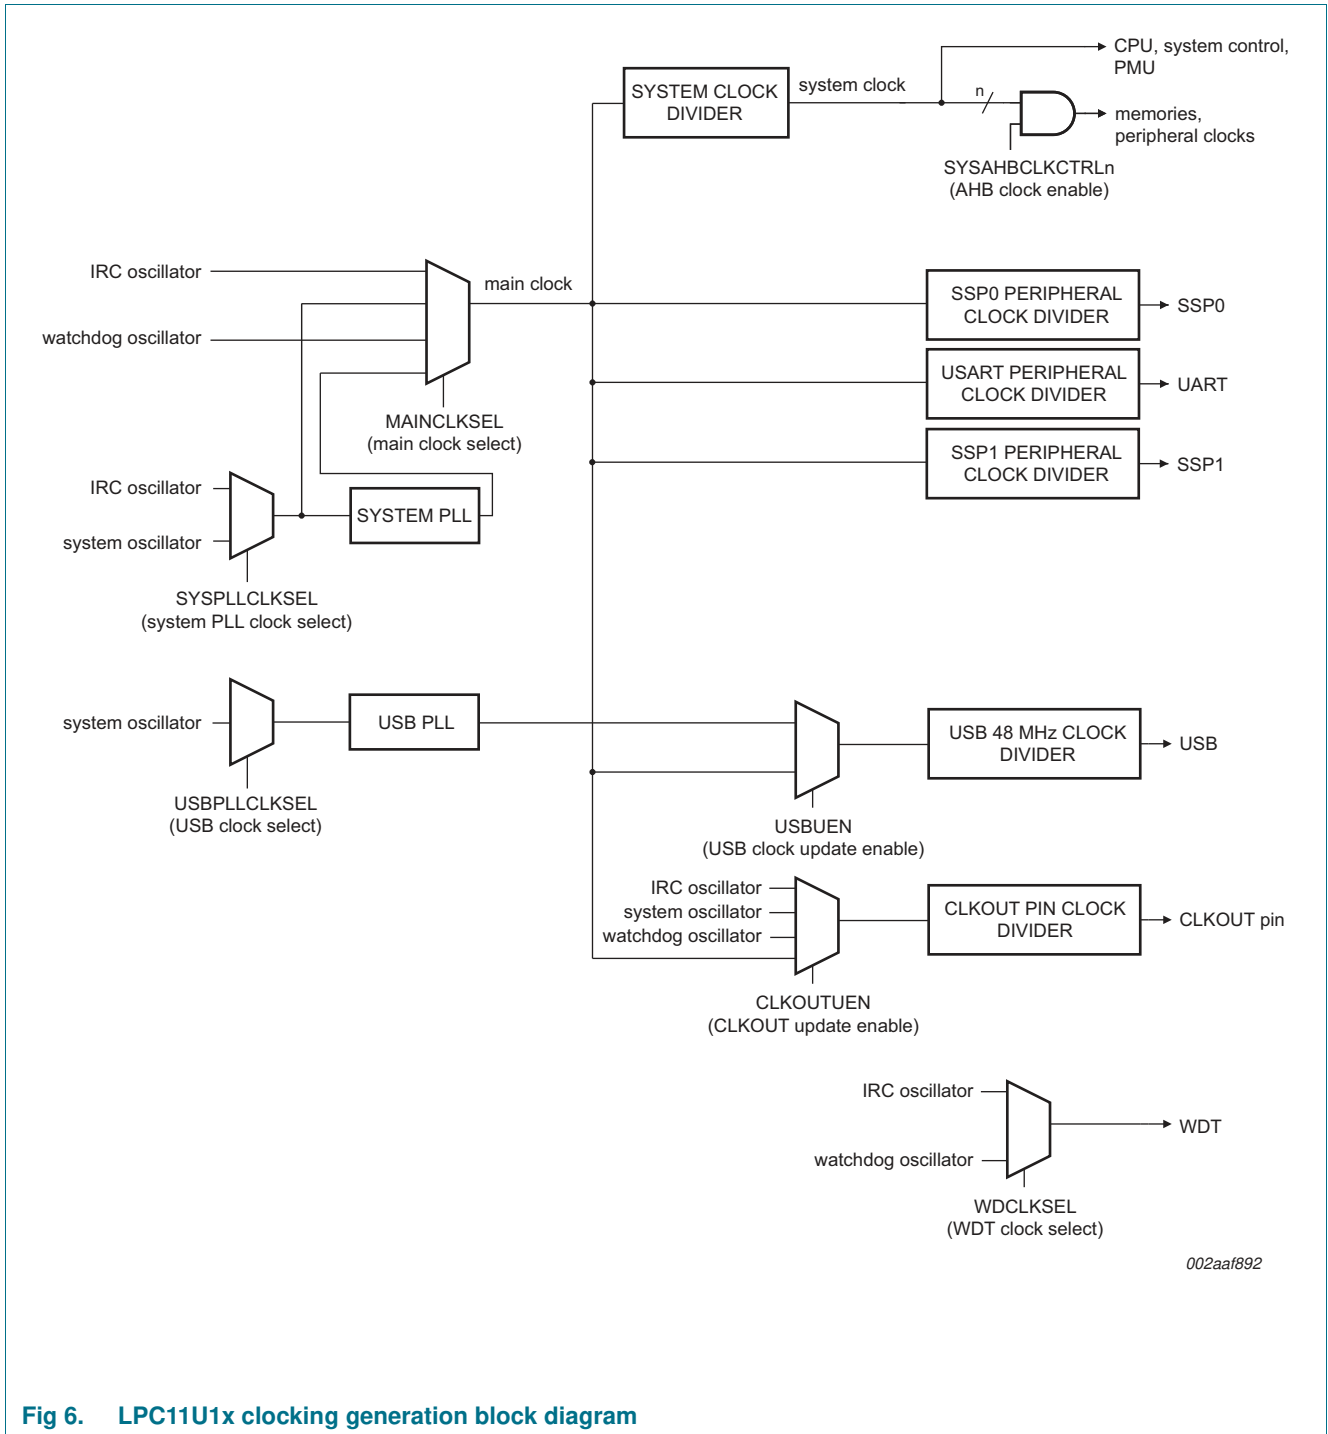 CPU, system control,
PMU
SYSTEM CLOCK
DIVIDER
system clock
n
memories,
peripheral clocks
SYSAHBCLKCTRLn
(AHB clock enable)
IRC oscillator
main clock
watchdog oscillator
SSP0 PERIPHERAL
CLOCK DIVIDER
SSP0
USART PERIPHERAL
CLOCK DIVIDER
UART
MAINCLKSEL
(main clock select)
SSP1 PERIPHERAL
CLOCK DIVIDER
SSP1
IRC oscillator
system oscillator
SYSTEM PLL
SYSPLLCLKSEL
(system PLL clock select)
system oscillator
USB PLL
USBPLLCLKSEL
(USB clock select)
USB 48 MHz CLOCK
DIVIDER
USB
USBUEN
(USB clock update enable)
IRC oscillator
system oscillator
watchdog oscillator
CLKOUT PIN CLOCK
DIVIDER
CLKOUT pin
CLKOUTUEN
(CLKOUT update enable)
IRC oscillator
watchdog oscillator
WDT
WDCLKSEL
(WDT clock select)
002aaf892
Fig 6. LPC11U1x clocking generation block diagram